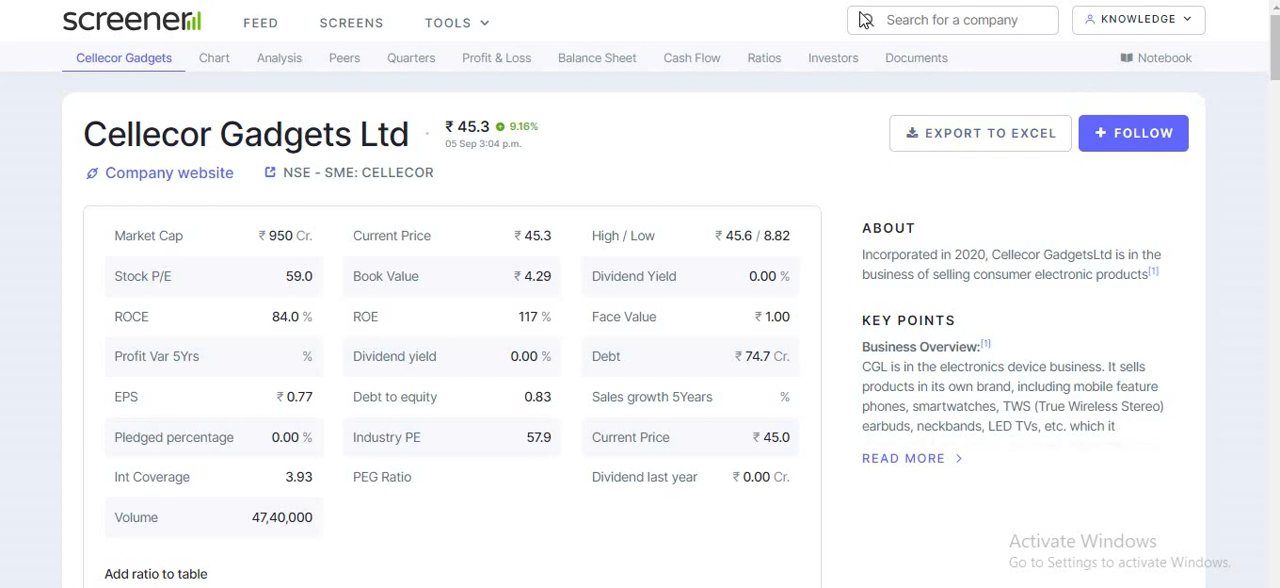 screener
FEED
SCREENS
TOOLS
Search for a company
KNOWLEDGE
Cellecor Gadgets
Chart
Analysis
Peers
Quarters
Profit & Loss
Balance Sheet
Cash Flow
Ratios
Investors
Documents
Notebook
Cellecor Gadgets Ltd
₹ 45.3 9.16%
05 Sep 3:04 p.m.
EXPORT TO EXCEL
+ FOLLOW
Company website
NSE - SME: CELLECOR
Market Cap ₹ 950 Cr.
Current Price ₹ 45.3
High / Low ₹ 45.6 / 8.82
Stock P/E 59.0
Book Value ₹ 4.29
Dividend Yield 0.00 %
ROCE 84.0 %
ROE 117 %
Face Value ₹ 1.00
Profit Var 5Yrs %
Dividend yield 0.00 %
Debt ₹ 74.7 Cr.
EPS ₹ 0.77
Debt to equity 0.83
Sales growth 5Years %
Pledged percentage 0.00 %
Industry PE 57.9
Current Price ₹ 45.0
Int Coverage 3.93
PEG Ratio
Dividend last year ₹ 0.00 Cr.
Volume 47,40,000
Add ratio to table
ABOUT
Incorporated in 2020, Cellecor GadgetsLtd is in the
business of selling consumer electronic products[1]
KEY POINTS
Business Overview:[1]
CGL is in the electronics device business. It sells
products in its own brand, including mobile feature
phones, smartwatches, TWS (True Wireless Stereo)
earbuds, neckbands, LED TVs, etc. which it
READ MORE
Activate Windows
Go to Settings to activate Windows.